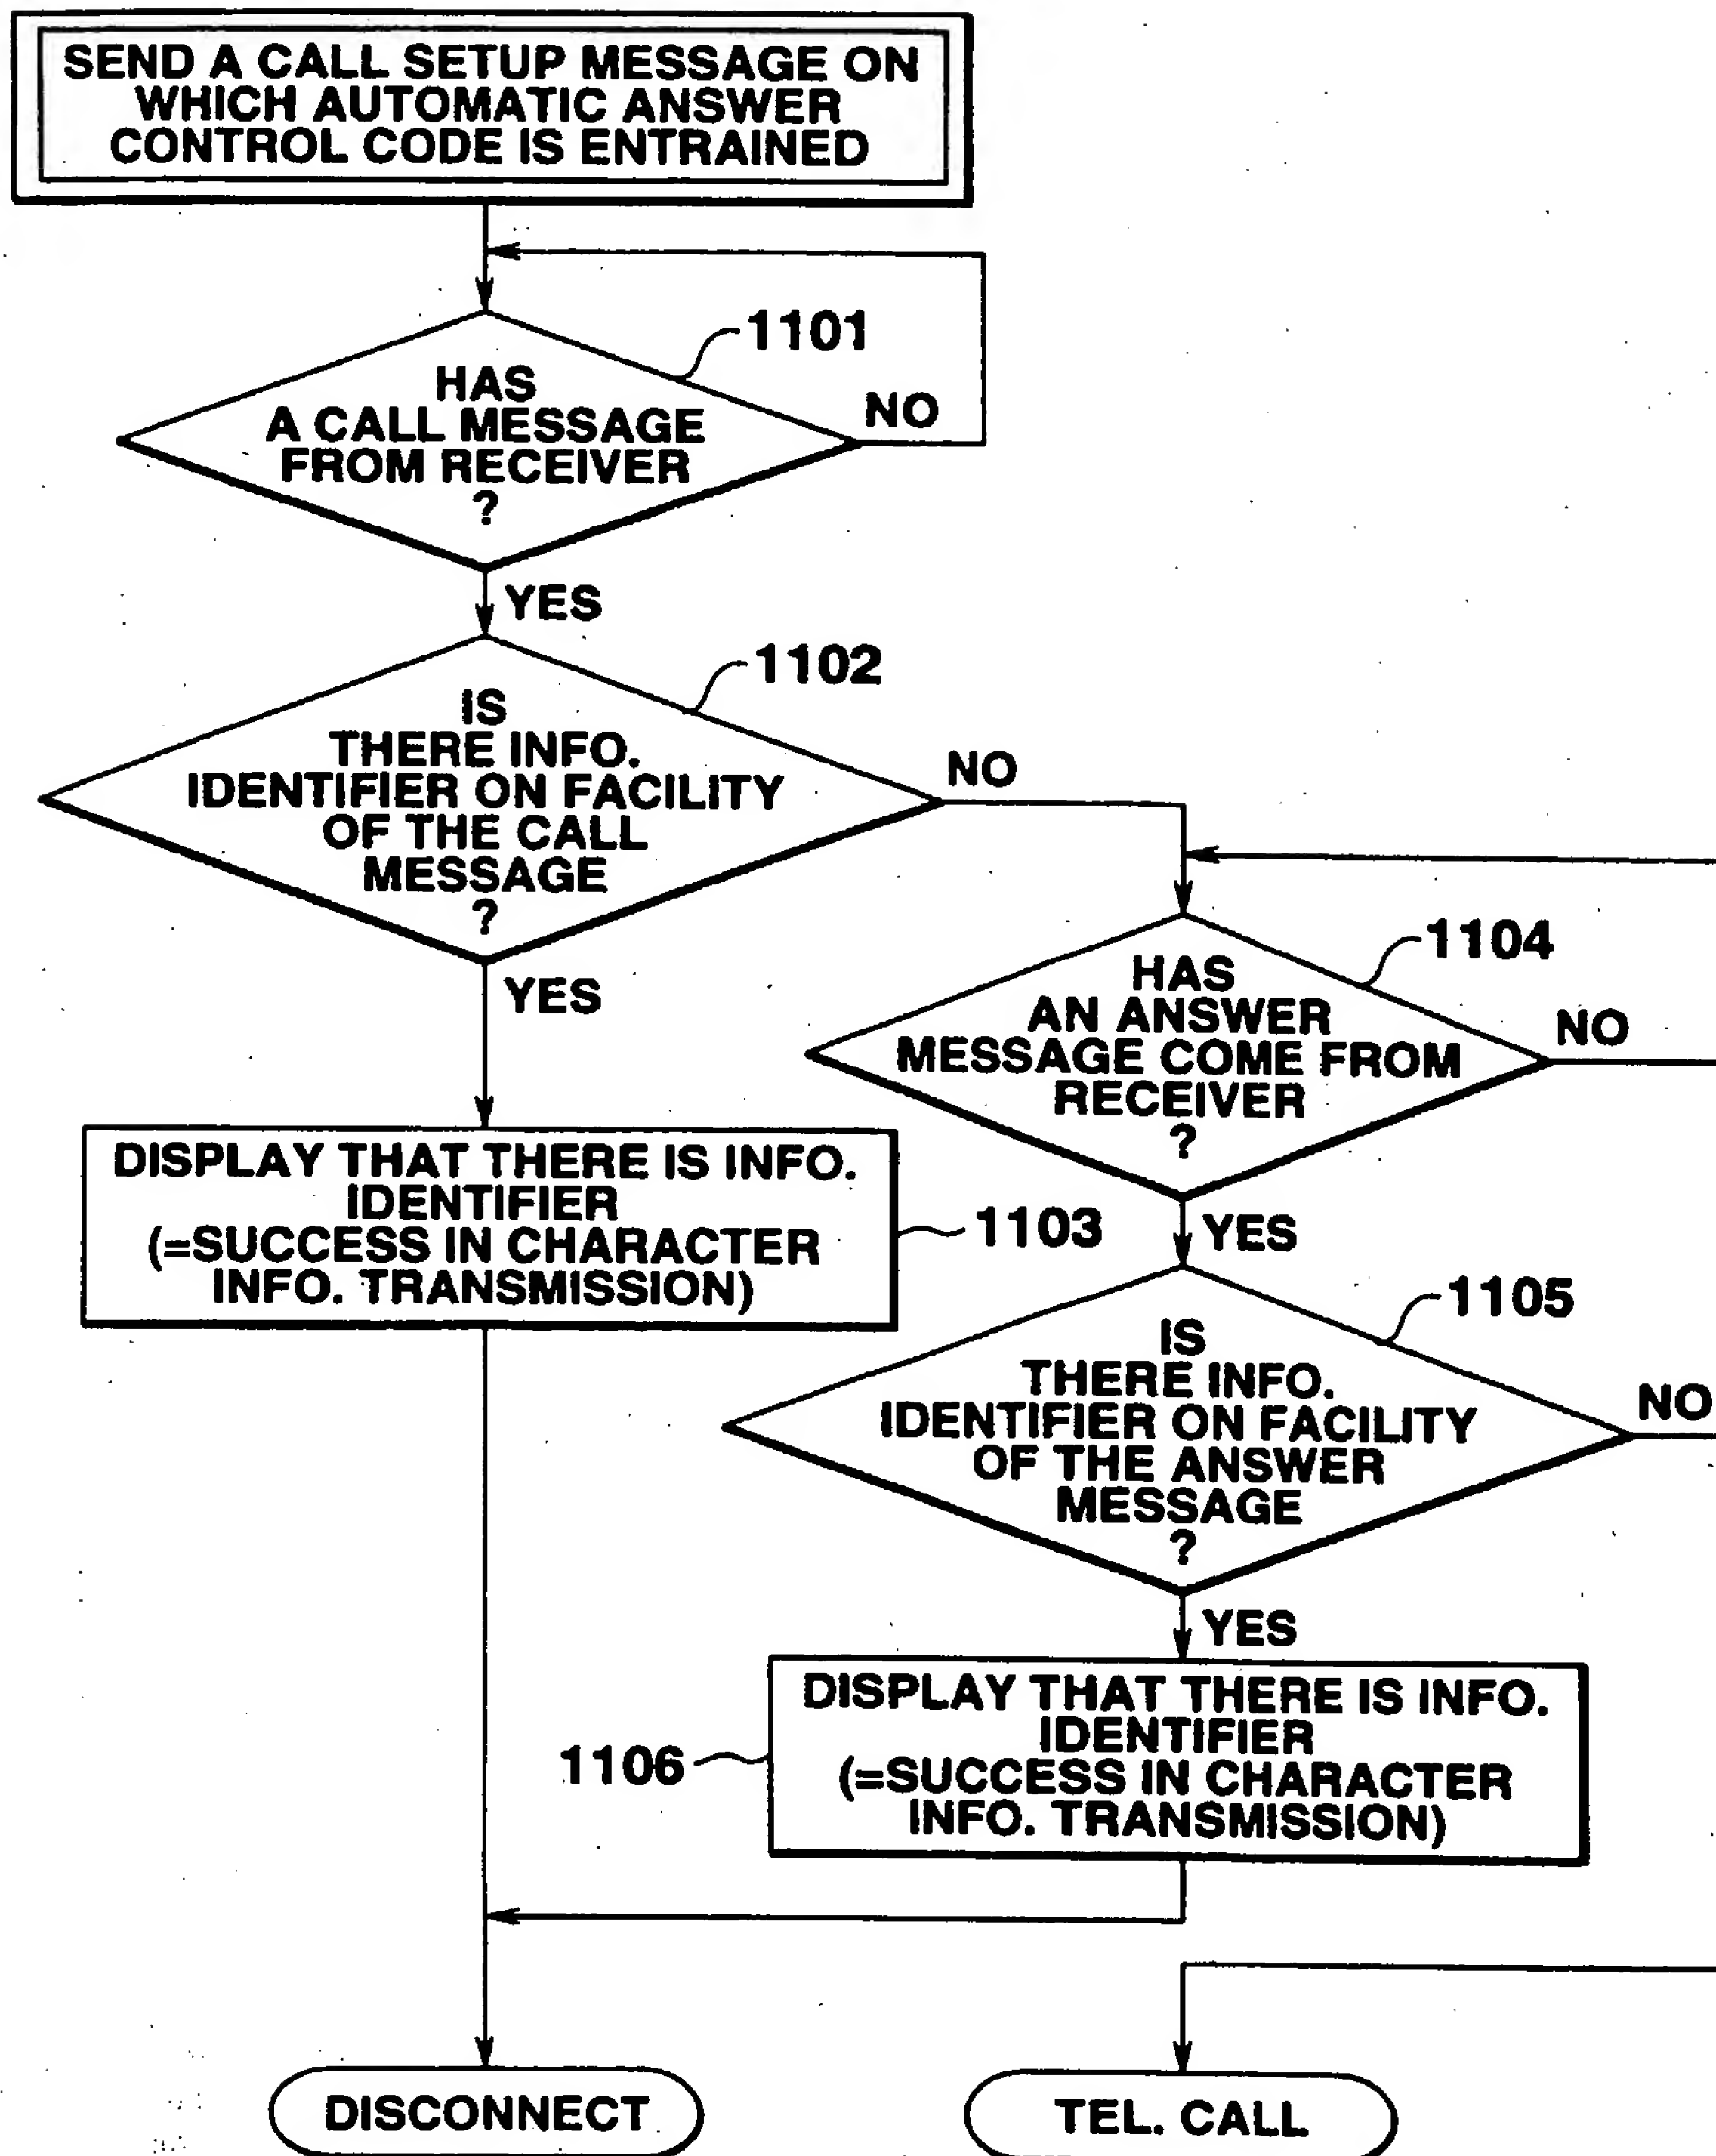 SEND A CALL SETUP MESSAGE ON
WHICH AUTOMATIC ANSWER
CONTROL CODE IS ENTRAINED
1101
HAS
A CALL MESSAGE
FROM RECEIVER
?
NO
YES
1102
IS
THERE INFO.
IDENTIFIER ON FACILITY
OF THE CALL
MESSAGE
?
NO
YES
1104
HAS
AN ANSWER
MESSAGE COME FROM
RECEIVER
?
NO
YES
DISPLAY THAT THERE IS INFO.
IDENTIFIER
(=SUCCESS IN CHARACTER
INFO. TRANSMISSION)
1103
1105
IS
THERE INFO.
IDENTIFIER ON FACILITY
OF THE ANSWER
MESSAGE
?
NO
YES
DISPLAY THAT THERE IS INFO.
IDENTIFIER
(=SUCCESS IN CHARACTER
INFO. TRANSMISSION)
1106
DISCONNECT
TEL. CALL